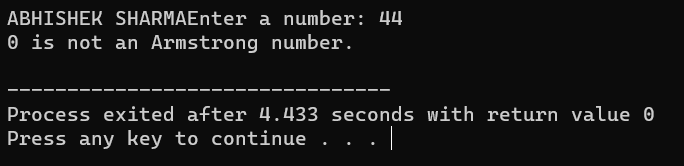 ABHISHEK SHARMAEnter a number: 44
0 is not an Armstrong number.
--------------------------------
Process exited after 4.433 seconds with return value 0
Press any key to continue . . .